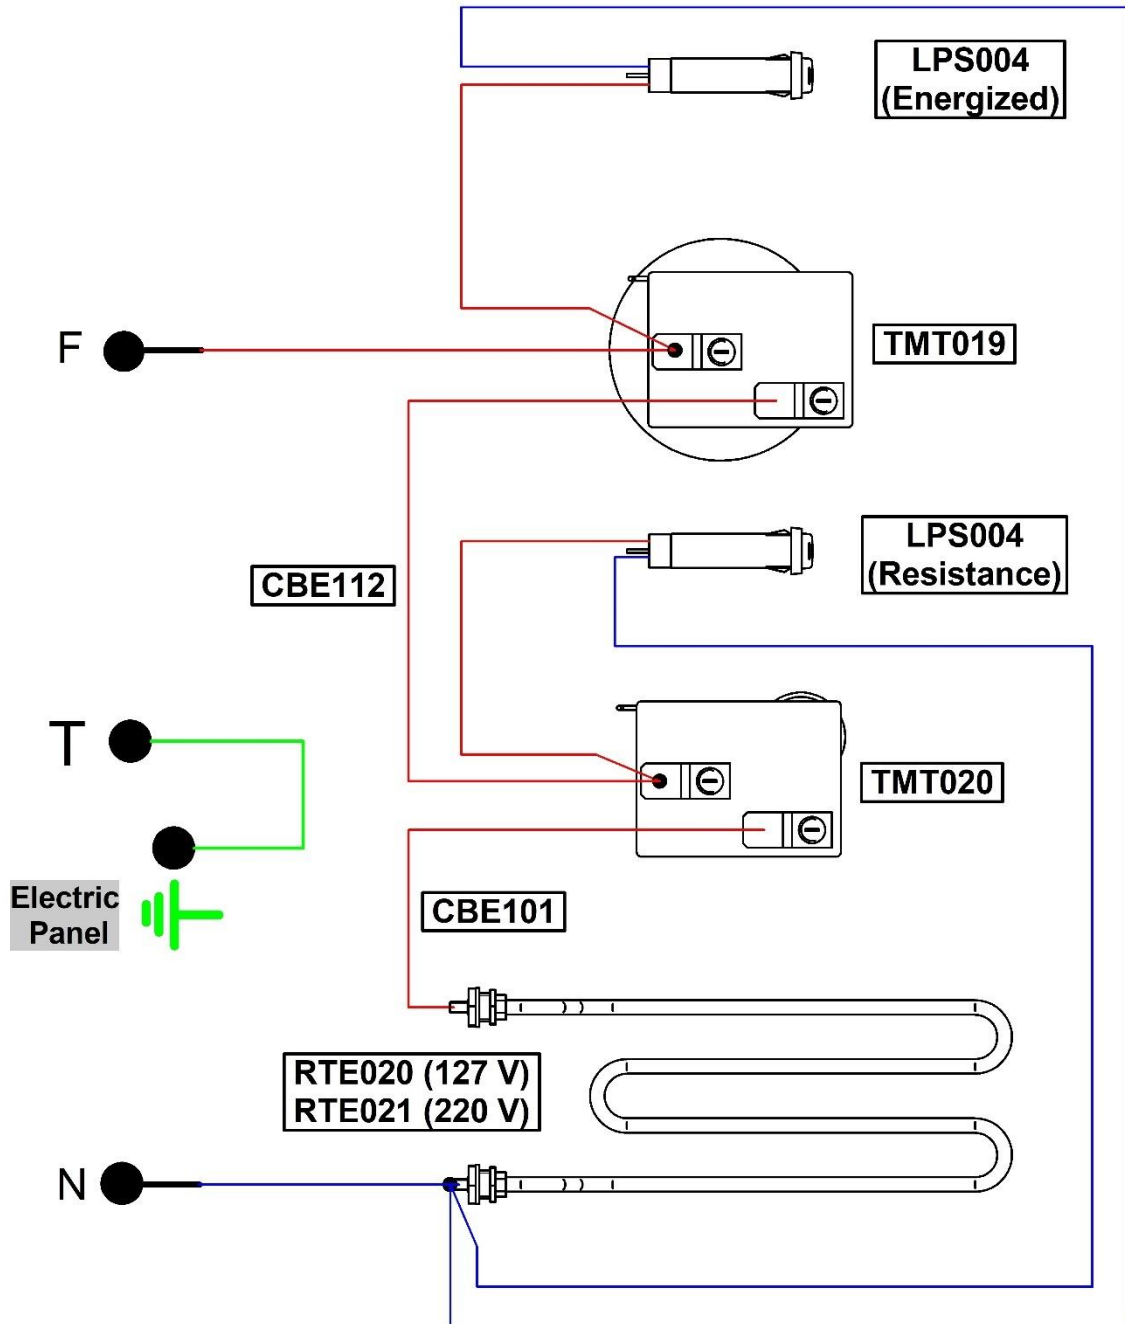 LPS004
(Energized)
F
TMT019
LPS004
(Resistance)
CBE112
T
TMT020
Electric
Panel
CBE101
RTE020 (127 V)
RTE021 (220 V)
N